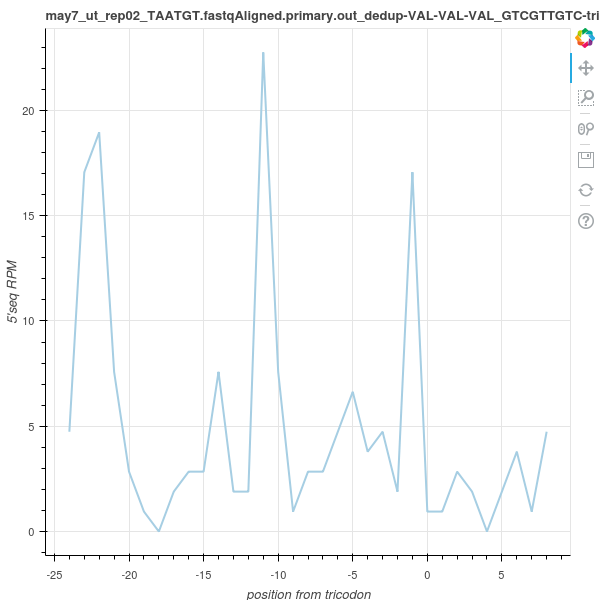 may7_ut_rep02_TAATGT.fastqAligned.primary.out_dedup-VAL-VAL-VAL_GTCGTTGTC-tri
20
15
10
5
0
5'seq RPM
-25 -20 -15 -10 -5 0 5
position from tricodon